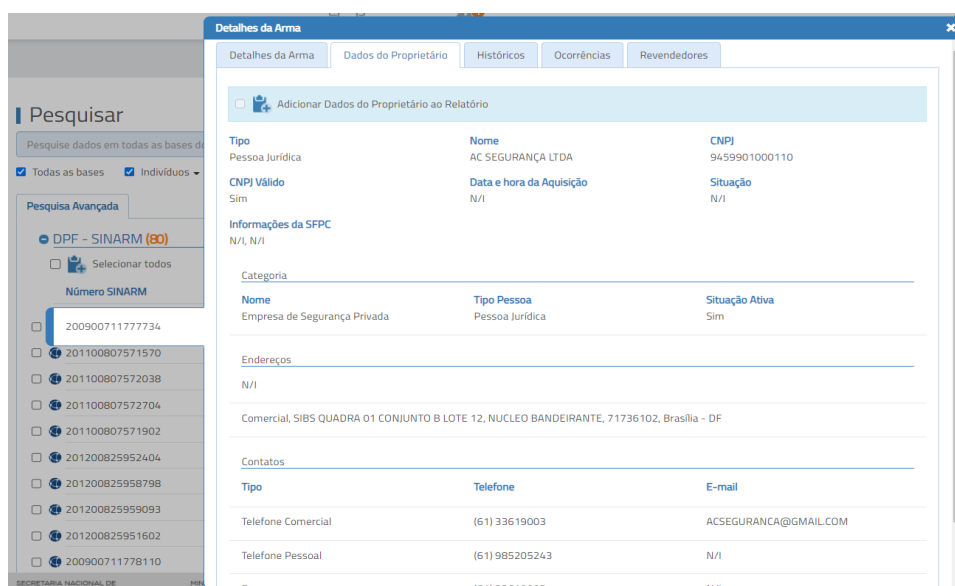 Detalhes da Arma
Detalhes da Arma
Dados do Proprietário
Históricos
Ocorrências
Revendedores
Pesquisar
Pesquise dados em todas as bases do
Todas as bases
Indivíduos
Pesquisa Avançada
DPF - SINARM (80)
Selecionar todos
Número SINARM
200900711777734
201100807571570
201100807572038
201100807572704
201100807571902
201200825952404
201200825958798
201200825959093
201200825951602
200900711778110
SECRETARIA NACIONAL DE
Adicionar Dados do Proprietário ao Relatório
Tipo Nome CNPJ
Pessoa Jurídica AC SEGURANÇA LTDA 9459901000110
CNPJ Válido Data e hora da Aquisição Situação
Sim N/I N/I
Informações da SFPC
N/I, N/I
Categoria
Nome Tipo Pessoa Situação Ativa
Empresa de Segurança Privada Pessoa Jurídica Sim
Endereços
N/I
Comercial, SIBS QUADRA 01 CONJUNTO B LOTE 12, NUCLEO BANDEIRANTE, 71736102, Brasília - DF
Contatos
Tipo Telefone E-mail
Telefone Comercial (61) 33619003 ACSEGURANCA@GMAIL.COM
Telefone Pessoal (61) 985205243 N/I